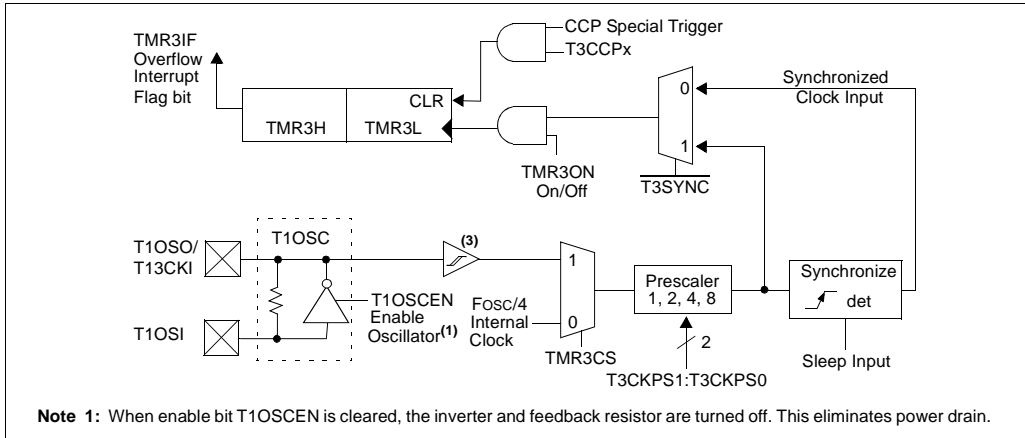 CCP Special Trigger
T3CCPx
TMR3IF
Overflow
Interrupt
Flag bit
CLR
TMR3H
TMR3L
TMR3ON
On/Off
0
1
T3SYNC
Synchronized
Clock Input
T1OSO/
T13CKI
T1OSI
T1OSC
T1OSCEN
Enable
Oscillator(1)
(3)
FOSC/4
Internal
Clock
1
0
TMR3CS
Prescaler
1, 2, 4, 8
2
T3CKPS1:T3CKPS0
Synchronize
det
Sleep Input
Note 1: When enable bit T1OSCEN is cleared, the inverter and feedback resistor are turned off. This eliminates power drain.